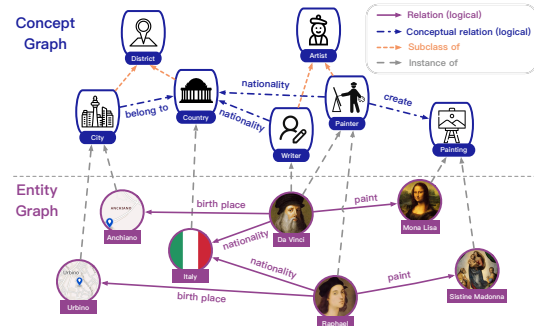 Concept
Graph
District
Artist
Relation (logical)
Conceptual relation (logical)
Subclass of
Instance of
nationality
create
belong to
nationality
City
Country
Writer
Painter
Painting
Entity
Graph
ANCHIANO
Anchiano
birth place
Da Vinci
paint
Mona Lisa
nationality
Italy
nationality
Urbino
Urbino
birth place
Raphael
paint
Sistine Madonna